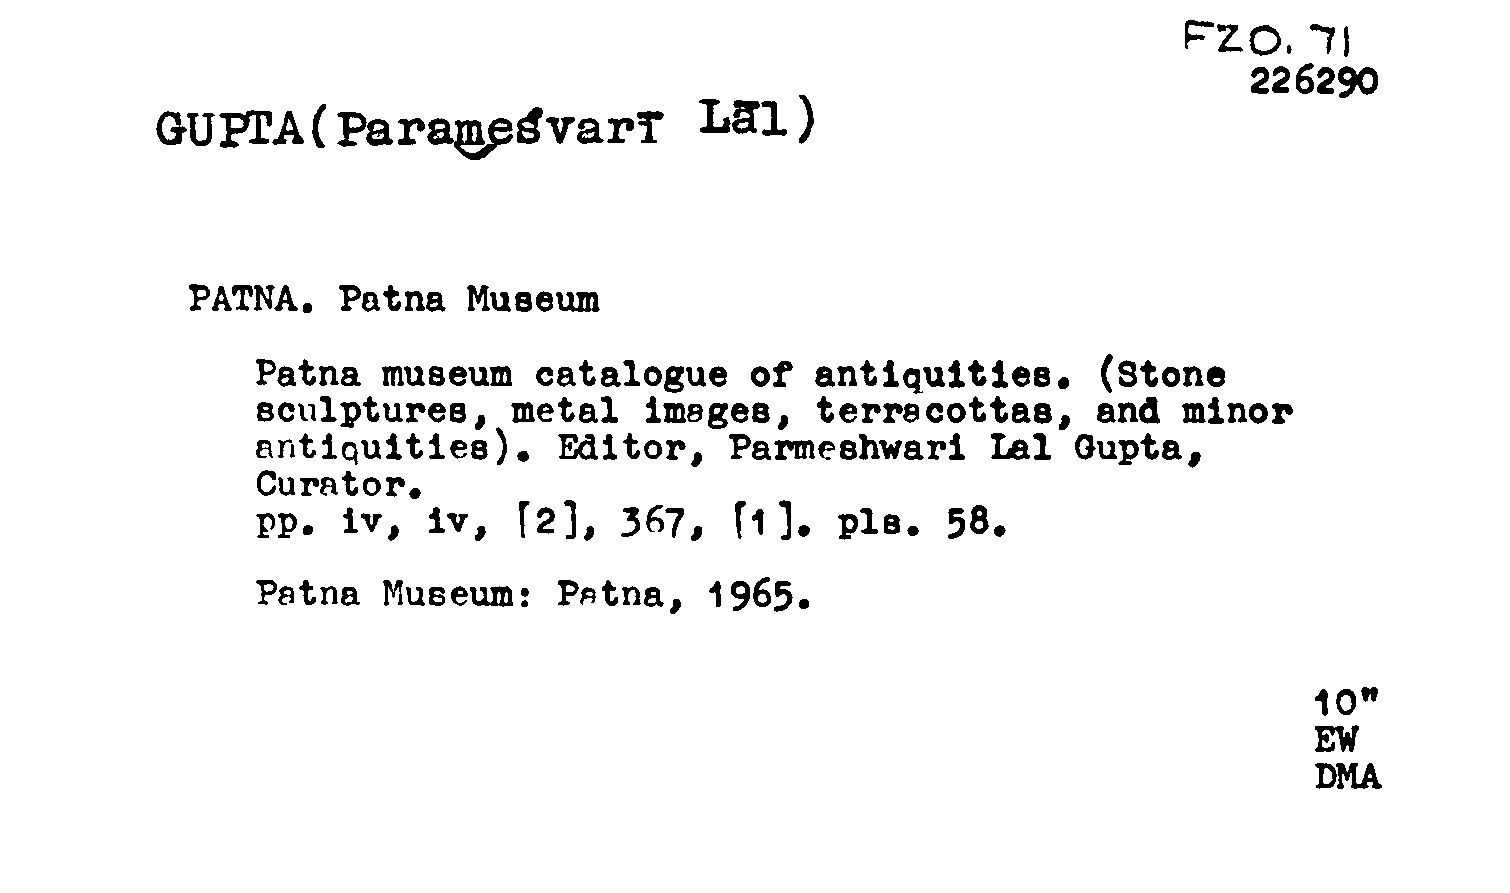 FZO. 71
226290
GUPTA(Parameśvarī Lāl)
PATNA. Patna Museum
Patna museum catalogue of antiquities. (Stone
sculptures, metal images, terracottas, and minor
antiquities). Editor, Parmeshwari Lal Gupta,
Curator.
pp. iv, iv, [2], 367, [1]. pls. 58.
Patna Museum: Patna, 1965.
10"
EW
DMA